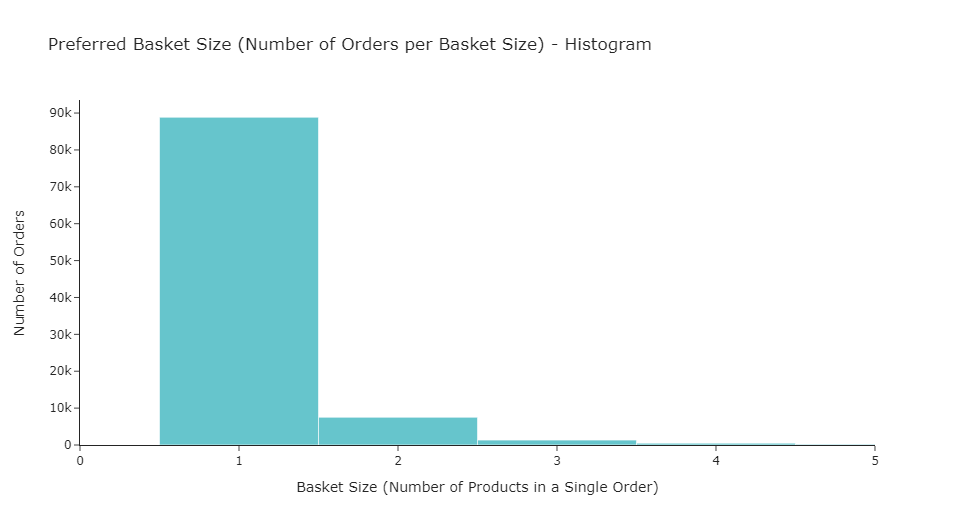 Preferred Basket Size (Number of Orders per Basket Size) - Histogram
Number of Orders
90k
80k
70k
60k
50k
40k
30k
20k
10k
0
0 1 2 3 4 5
Basket Size (Number of Products in a Single Order)